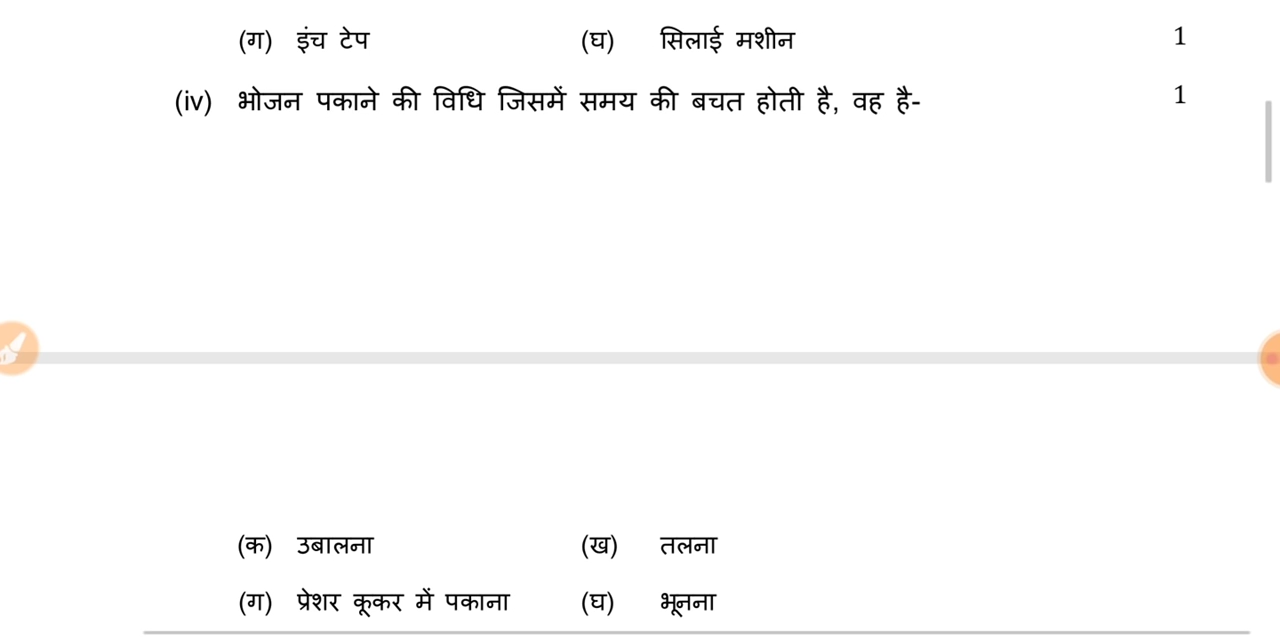 (ग) इंच टेप (घ) सिलाई मशीन 1
(iv) भोजन पकाने की विधि जिसमें समय की बचत होती है, वह है- 1
(क) उबालना (ख) तलना
(ग) प्रेशर कूकर में पकाना (घ) भूनना